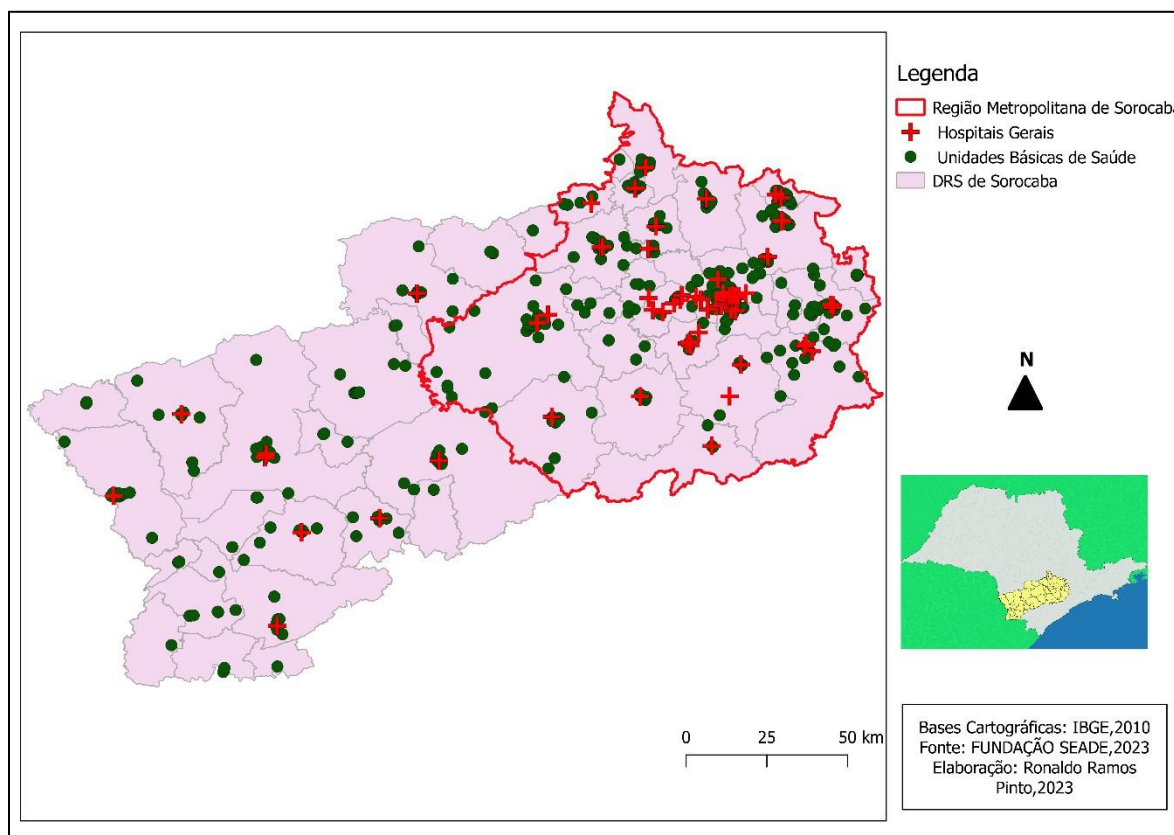 Legenda
Região Metropolitana de Sorocaba
Hospitais Gerais
Unidades Básicas de Saúde
DRS de Sorocaba
N
0 25 50 km
Bases Cartográficas: IBGE,2010
Fonte: FUNDAÇÃO SEADE,2023
Elaboração: Ronaldo Ramos
Pinto,2023